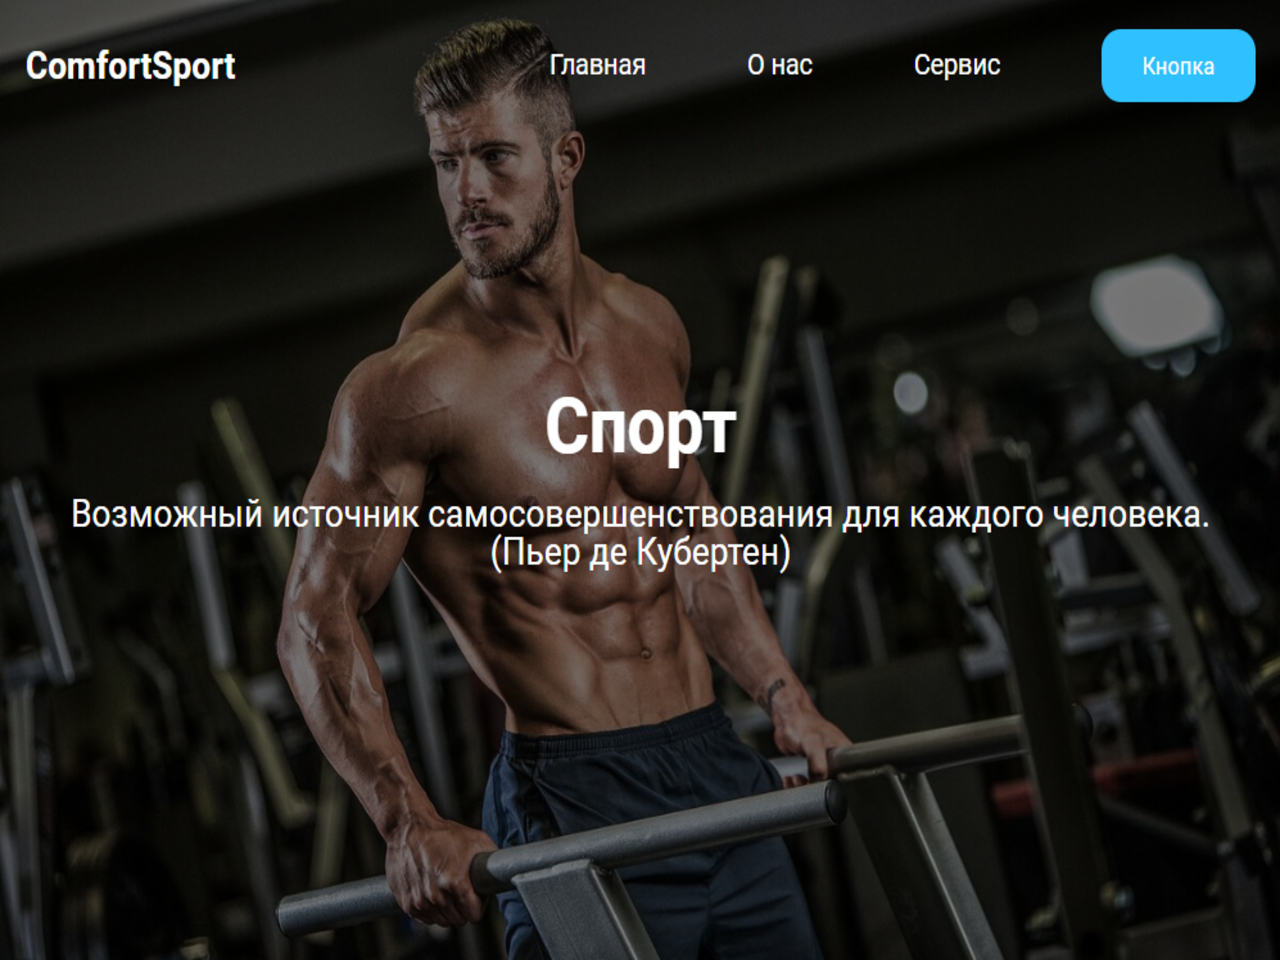 ComfortSport
Главная
О нас
Сервис
Кнопка
Спорт
Возможный источник самосовершенствования для каждого человека.
(Пьер де Кубертен)